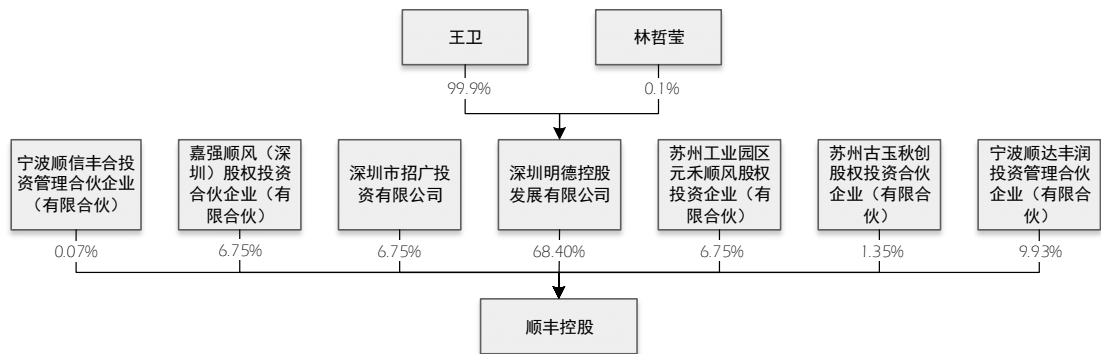 王卫
林哲莹
99.9%
0.1%
宁波顺信丰合投
资管理合伙企业
（有限合伙）
嘉强顺风（深
圳）股权投资
合伙企业（有
限合伙）
深圳市招广投
资有限公司
深圳明德控股
发展有限公司
苏州工业园区
元禾顺风股权
投资企业（有
限合伙）
苏州古玉秋创
股权投资合伙
企业（有限合
伙）
宁波顺达丰润
投资管理合伙
企业（有限合
伙）
0.07%
6.75%
6.75%
68.40%
6.75%
1.35%
9.93%
顺丰控股